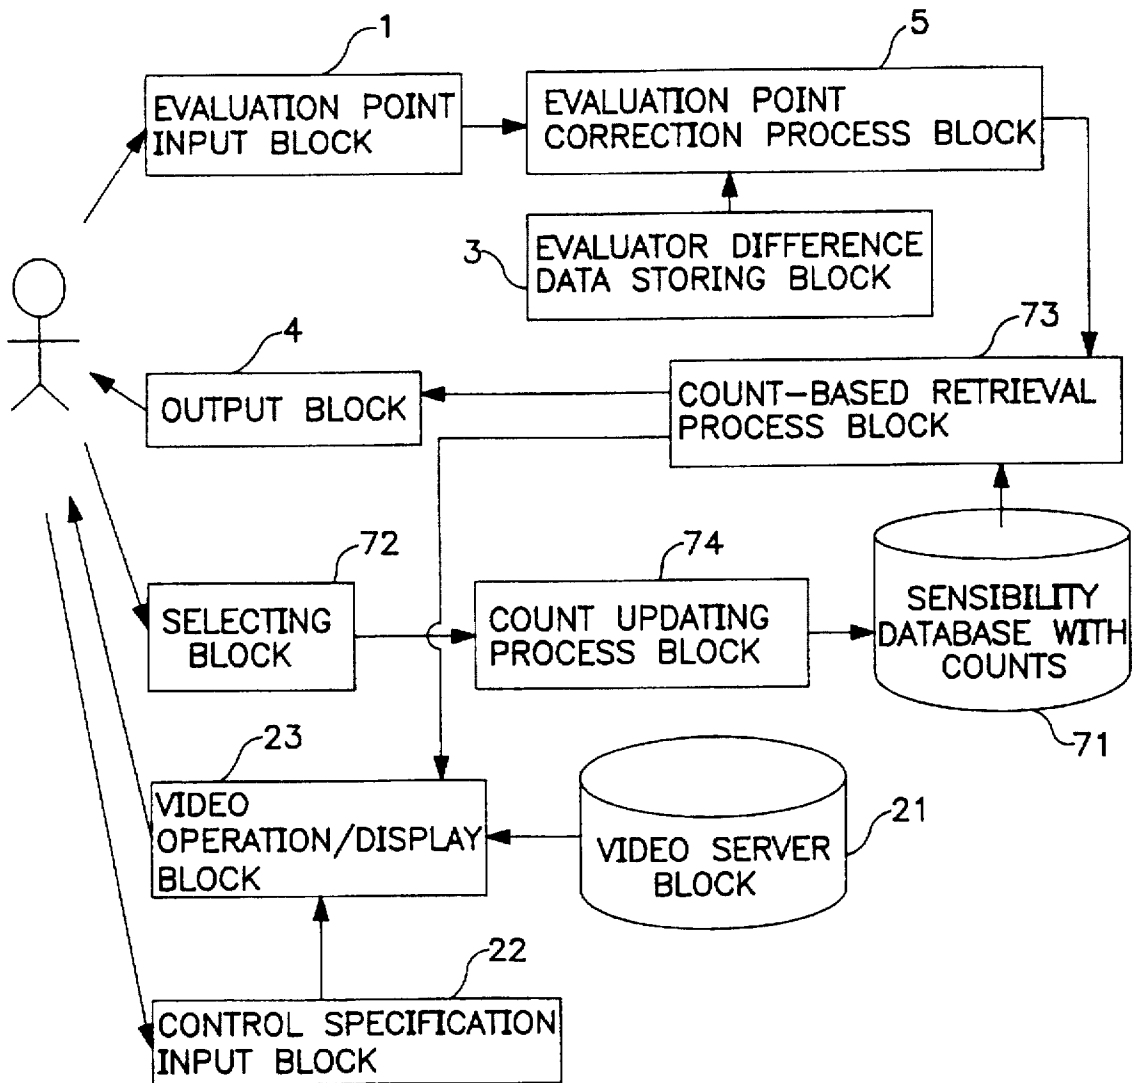 1
EVALUATION POINT
INPUT BLOCK
5
EVALUATION POINT
CORRECTION PROCESS BLOCK
3
EVALUATOR DIFFERENCE
DATA STORING BLOCK
4
OUTPUT BLOCK
73
COUNT-BASED RETRIEVAL
PROCESS BLOCK
72
SELECTING
BLOCK
74
COUNT UPDATING
PROCESS BLOCK
SENSIBILITY
DATABASE WITH
COUNTS
71
23
VIDEO
OPERATION/DISPLAY
BLOCK
VIDEO SERVER
BLOCK
21
22
CONTROL SPECIFICATION
INPUT BLOCK